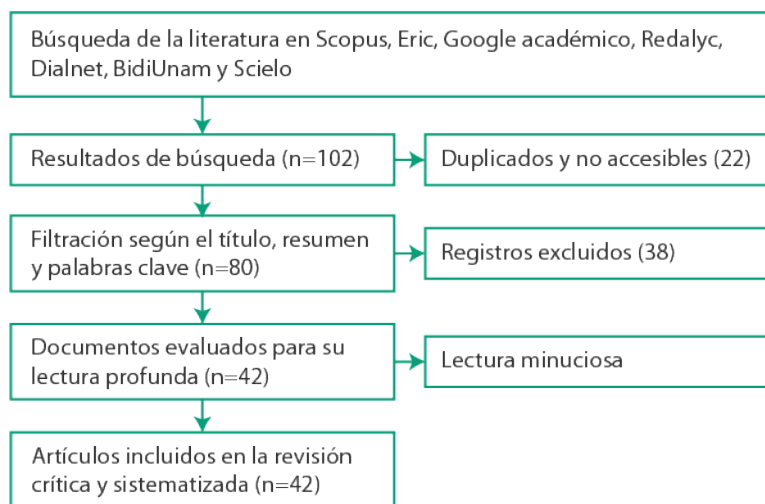 Búsqueda de la literatura en Scopus, Eric, Google académico, Redalyc,
Dialnet, BidiUnam y Scielo
Resultados de búsqueda (n=102)
Duplicados y no accesibles (22)
Filtración según el título, resumen
y palabras clave (n=80)
Registros excluidos (38)
Documentos evaluados para su
lectura profunda (n=42)
Lectura minuciosa
Artículos incluidos en la revisión
crítica y sistematizada (n=42)